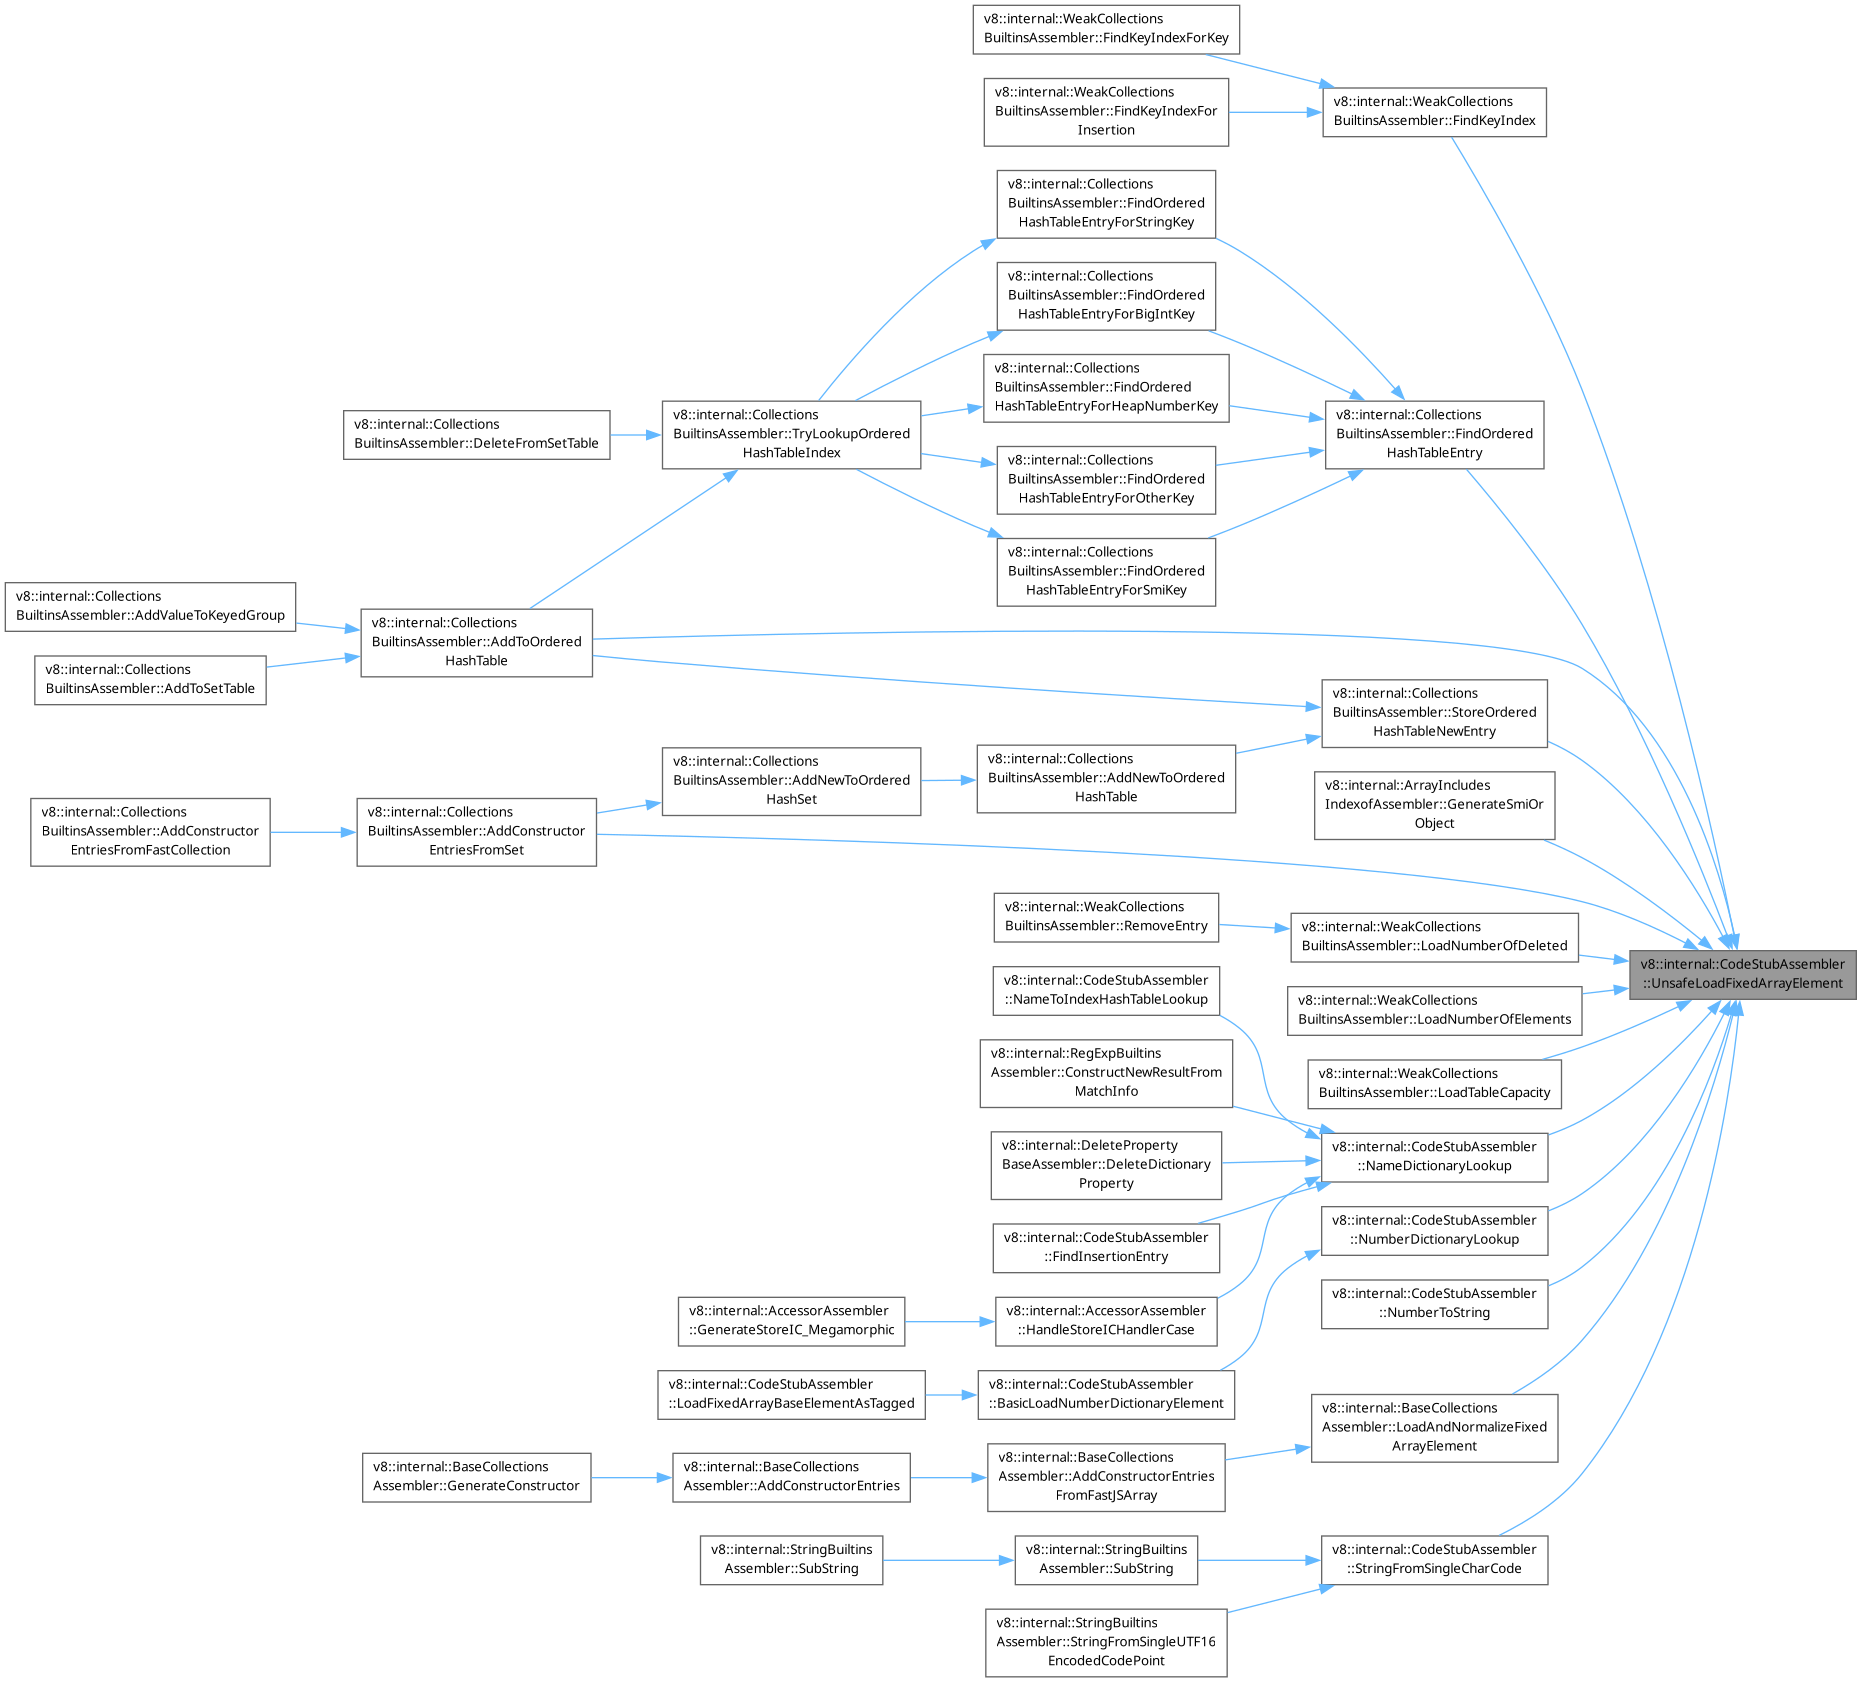 v8::internal::WeakCollections
BuiltinsAssembler::FindKeyIndexForKey
v8::internal::WeakCollections
BuiltinsAssembler::FindKeyIndexFor
Insertion
v8::internal::WeakCollections
BuiltinsAssembler::FindKeyIndex
v8::internal::Collections
BuiltinsAssembler::FindOrdered
HashTableEntryForStringKey
v8::internal::Collections
BuiltinsAssembler::FindOrdered
HashTableEntryForBigIntKey
v8::internal::Collections
BuiltinsAssembler::FindOrdered
HashTableEntryForHeapNumberKey
v8::internal::Collections
BuiltinsAssembler::DeleteFromSetTable
v8::internal::Collections
BuiltinsAssembler::TryLookupOrdered
HashTableIndex
v8::internal::Collections
BuiltinsAssembler::FindOrdered
HashTableEntry
v8::internal::Collections
BuiltinsAssembler::FindOrdered
HashTableEntryForOtherKey
v8::internal::Collections
BuiltinsAssembler::FindOrdered
HashTableEntryForSmiKey
v8::internal::Collections
BuiltinsAssembler::AddValueToKeyedGroup
v8::internal::Collections
BuiltinsAssembler::AddToOrdered
HashTable
v8::internal::Collections
BuiltinsAssembler::AddToSetTable
v8::internal::Collections
BuiltinsAssembler::StoreOrdered
HashTableNewEntry
v8::internal::Collections
BuiltinsAssembler::AddNewToOrdered
HashSet
v8::internal::Collections
BuiltinsAssembler::AddNewToOrdered
HashTable
v8::internal::ArrayIncludes
IndexofAssembler::GenerateSmiOr
Object
v8::internal::Collections
BuiltinsAssembler::AddConstructor
EntriesFromFastCollection
v8::internal::Collections
BuiltinsAssembler::AddConstructor
EntriesFromSet
v8::internal::WeakCollections
BuiltinsAssembler::RemoveEntry
v8::internal::WeakCollections
BuiltinsAssembler::LoadNumberOfDeleted
v8::internal::CodeStubAssembler
::UnsafeLoadFixedArrayElement
v8::internal::CodeStubAssembler
::NameToIndexHashTableLookup
v8::internal::WeakCollections
BuiltinsAssembler::LoadNumberOfElements
v8::internal::RegExpBuiltins
Assembler::ConstructNewResultFrom
MatchInfo
v8::internal::WeakCollections
BuiltinsAssembler::LoadTableCapacity
v8::internal::DeleteProperty
BaseAssembler::DeleteDictionary
Property
v8::internal::CodeStubAssembler
::NameDictionaryLookup
v8::internal::CodeStubAssembler
::FindInsertionEntry
v8::internal::CodeStubAssembler
::NumberDictionaryLookup
v8::internal::CodeStubAssembler
::NumberToString
v8::internal::AccessorAssembler
::GenerateStoreIC_Megamorphic
v8::internal::AccessorAssembler
::HandleStoreICHandlerCase
v8::internal::CodeStubAssembler
::LoadFixedArrayBaseElementAsTagged
v8::internal::CodeStubAssembler
::BasicLoadNumberDictionaryElement
v8::internal::BaseCollections
Assembler::LoadAndNormalizeFixed
ArrayElement
v8::internal::BaseCollections
Assembler::GenerateConstructor
v8::internal::BaseCollections
Assembler::AddConstructorEntries
v8::internal::BaseCollections
Assembler::AddConstructorEntries
FromFastJSArray
v8::internal::StringBuiltins
Assembler::SubString
v8::internal::StringBuiltins
Assembler::SubString
v8::internal::CodeStubAssembler
::StringFromSingleCharCode
v8::internal::StringBuiltins
Assembler::StringFromSingleUTF16
EncodedCodePoint